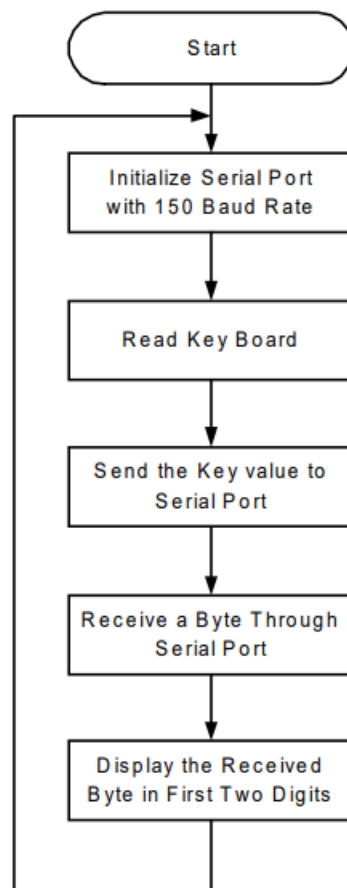 Start
Initialize Serial Port
with 150 Baud Rate
Read Key Board
Send the Key value to
Serial Port
Receive a Byte Through
Serial Port
Display the Received
Byte in First Two Digits